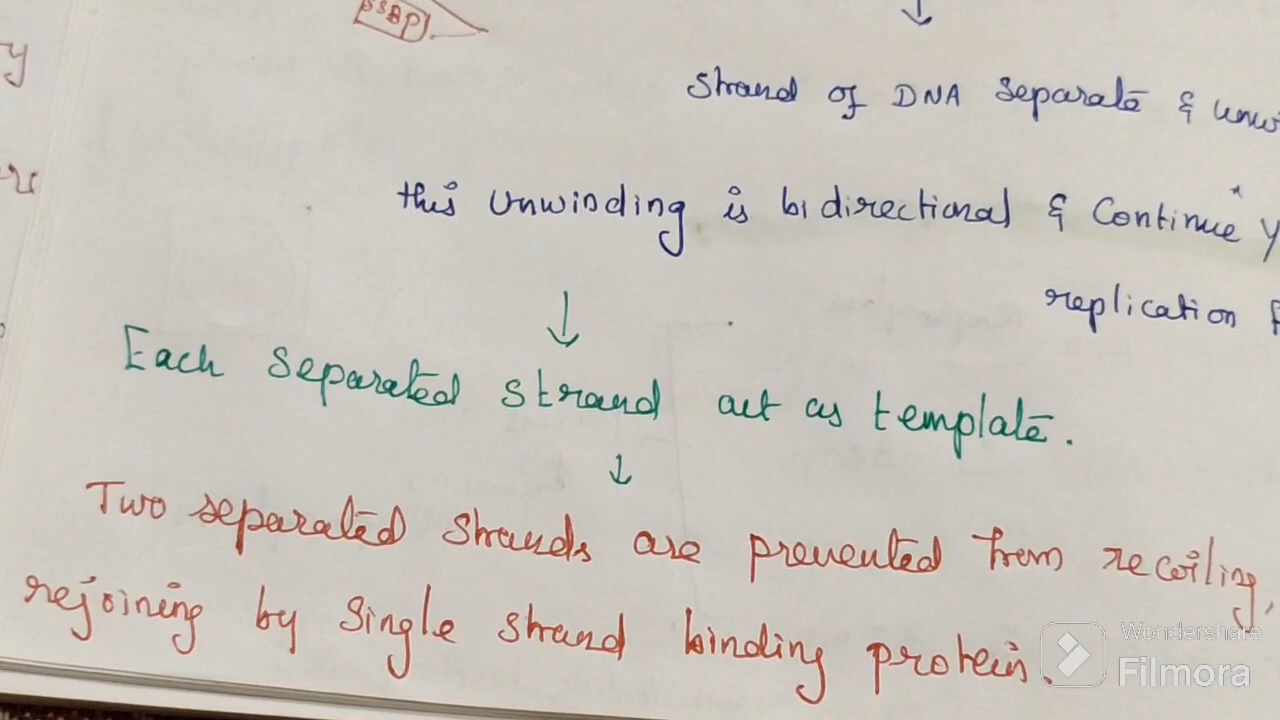 SSBP
Strand of DNA separate &
this unwinding is bidirectional & Continue
replication
Each separated strand act as template.
Two separated strands are prevented from recoiling,
rejoining by single strand binding protein.
Wondershare
Filmora